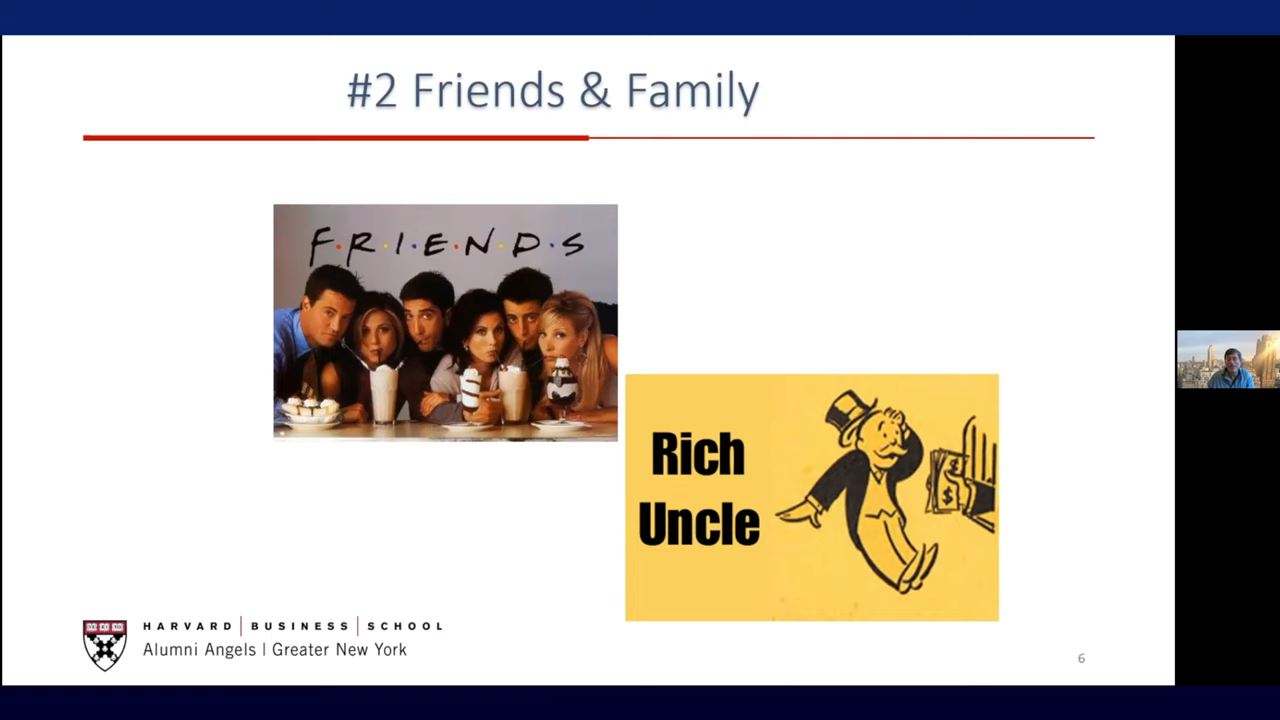 #2 Friends & Family
F·R·I·E·N·D·S
Rich
Uncle
HARVARD | BUSINESS | SCHOOL
Alumni Angels | Greater New York
6